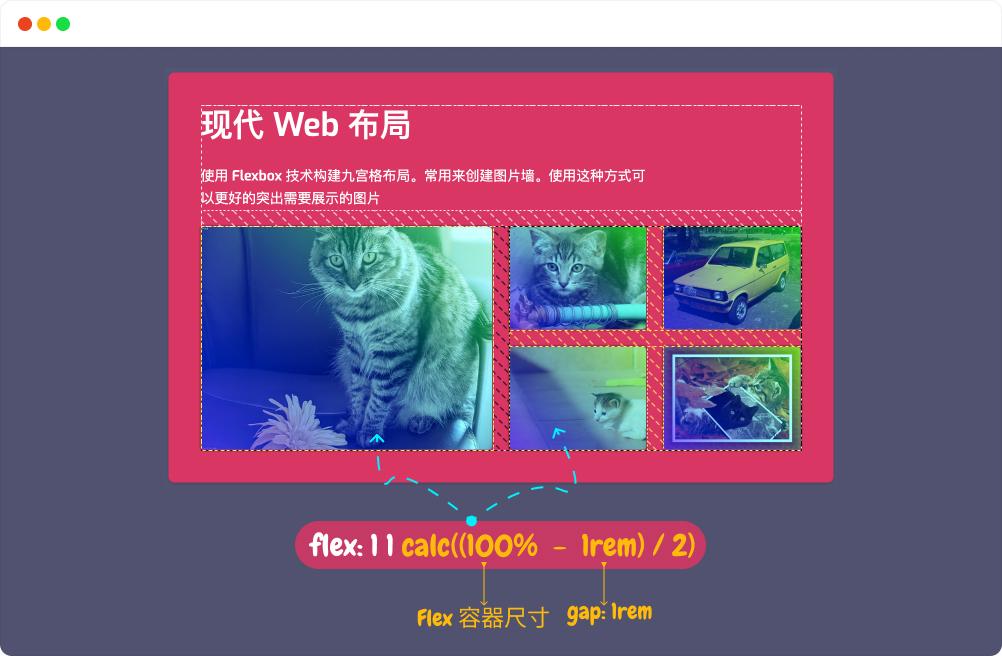 现代 Web 布局
使用 Flexbox 技术构建九宫格布局。常用来创建图片墙。使用这种方式可
以更好的突出需要展示的图片
flex: 1 1 calc((100% - 1rem) / 2)
Flex 容器尺寸 gap: 1rem